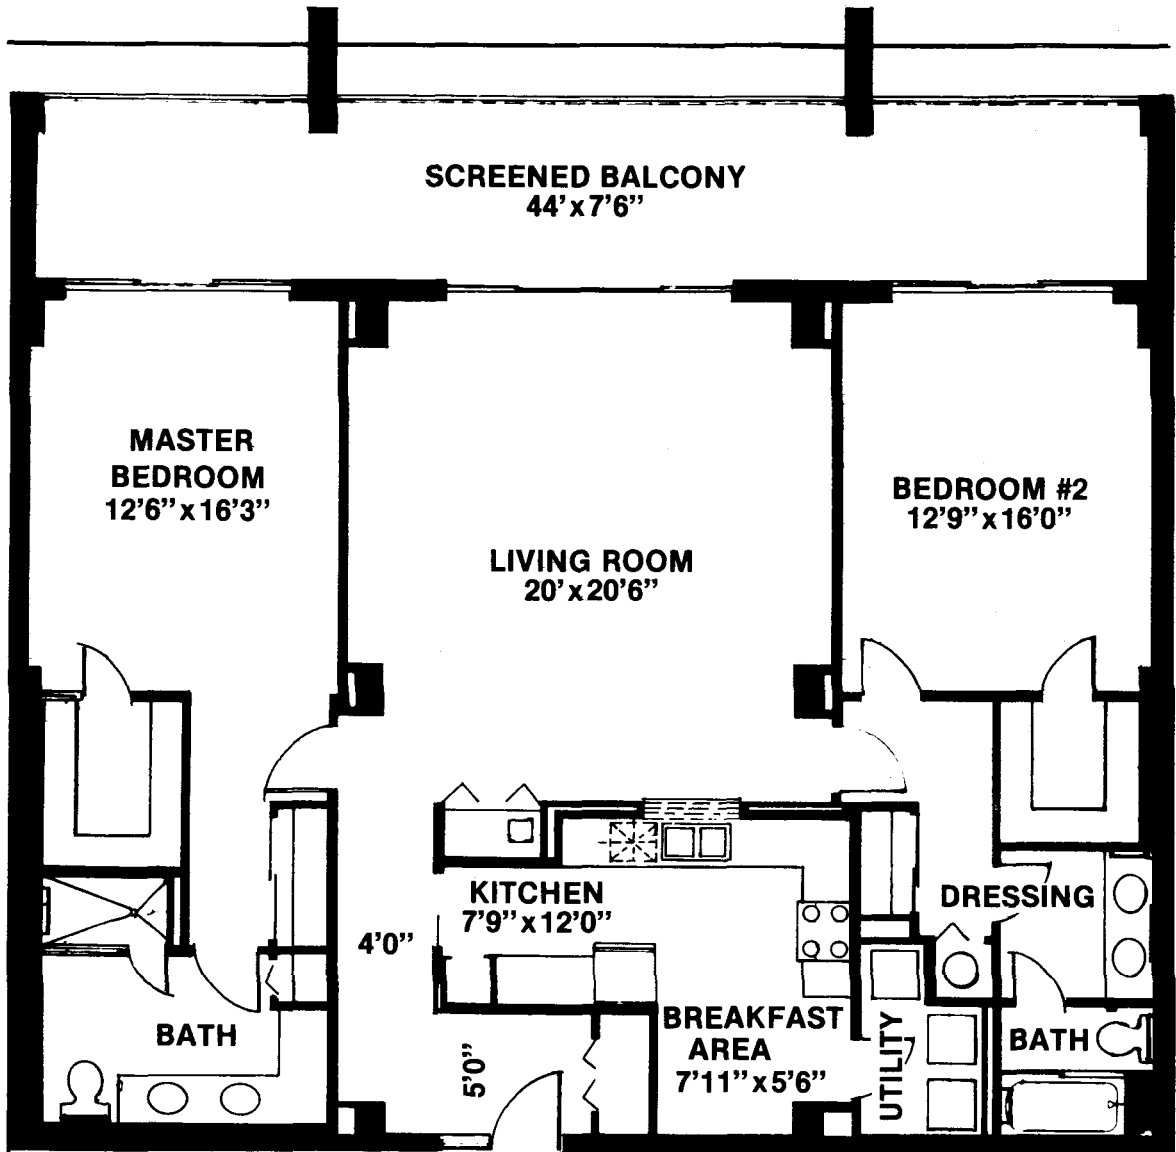 SCREENED BALCONY
44'x7'6"
MASTER
BEDROOM
12'6"x16'3"
LIVING ROOM
20'x20'6"
BEDROOM #2
12'9"x16'0"
KITCHEN
7'9"x12'0"
4'0"
DRESSING
BATH
5'0"
BREAKFAST
AREA
7'11"x5'6"
UTILITY
BATH